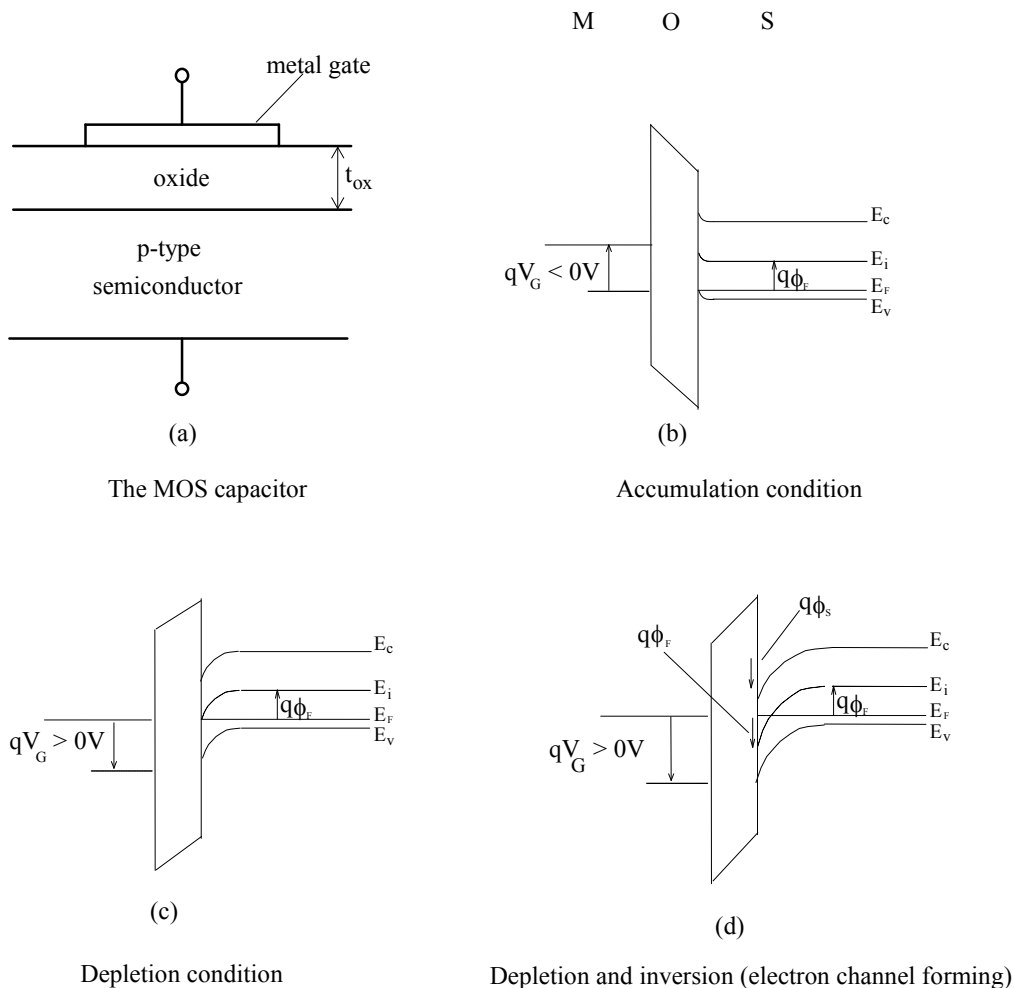 M O S
metal gate
oxide
t_ox
p-type
semiconductor
(a)
The MOS capacitor
E_c
E_i
qV_G < 0V
qϕ_F
E_F
E_v
(b)
Accumulation condition
E_c
E_i
qϕ_F
E_F
E_v
qV_G > 0V
(c)
Depletion condition
qϕ_s
qϕ_F
E_c
E_i
qϕ_F
E_F
E_v
qV_G > 0V
(d)
Depletion and inversion (electron channel forming)